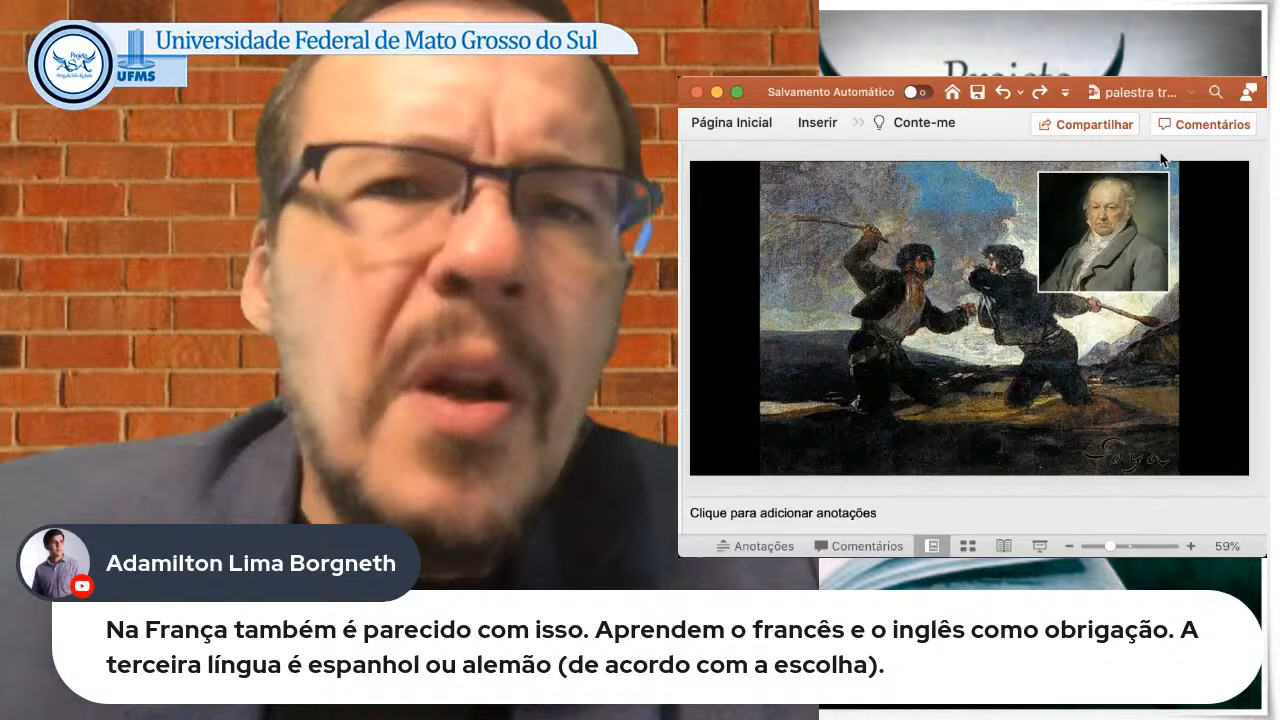 Universidade Federal de Mato Grosso do Sul
Projeto
UFMS
Projeto
Salvamento Automático
palestra tr...
Página Inicial
Inserir
Conte-me
Compartilhar
Comentários
Goya
Clique para adicionar anotações
Anotações
Comentários
59%
Adamilton Lima Borgneth
Na França também é parecido com isso. Aprendem o francês e o inglês como obrigação. A
terceira língua é espanhol ou alemão (de acordo com a escolha).